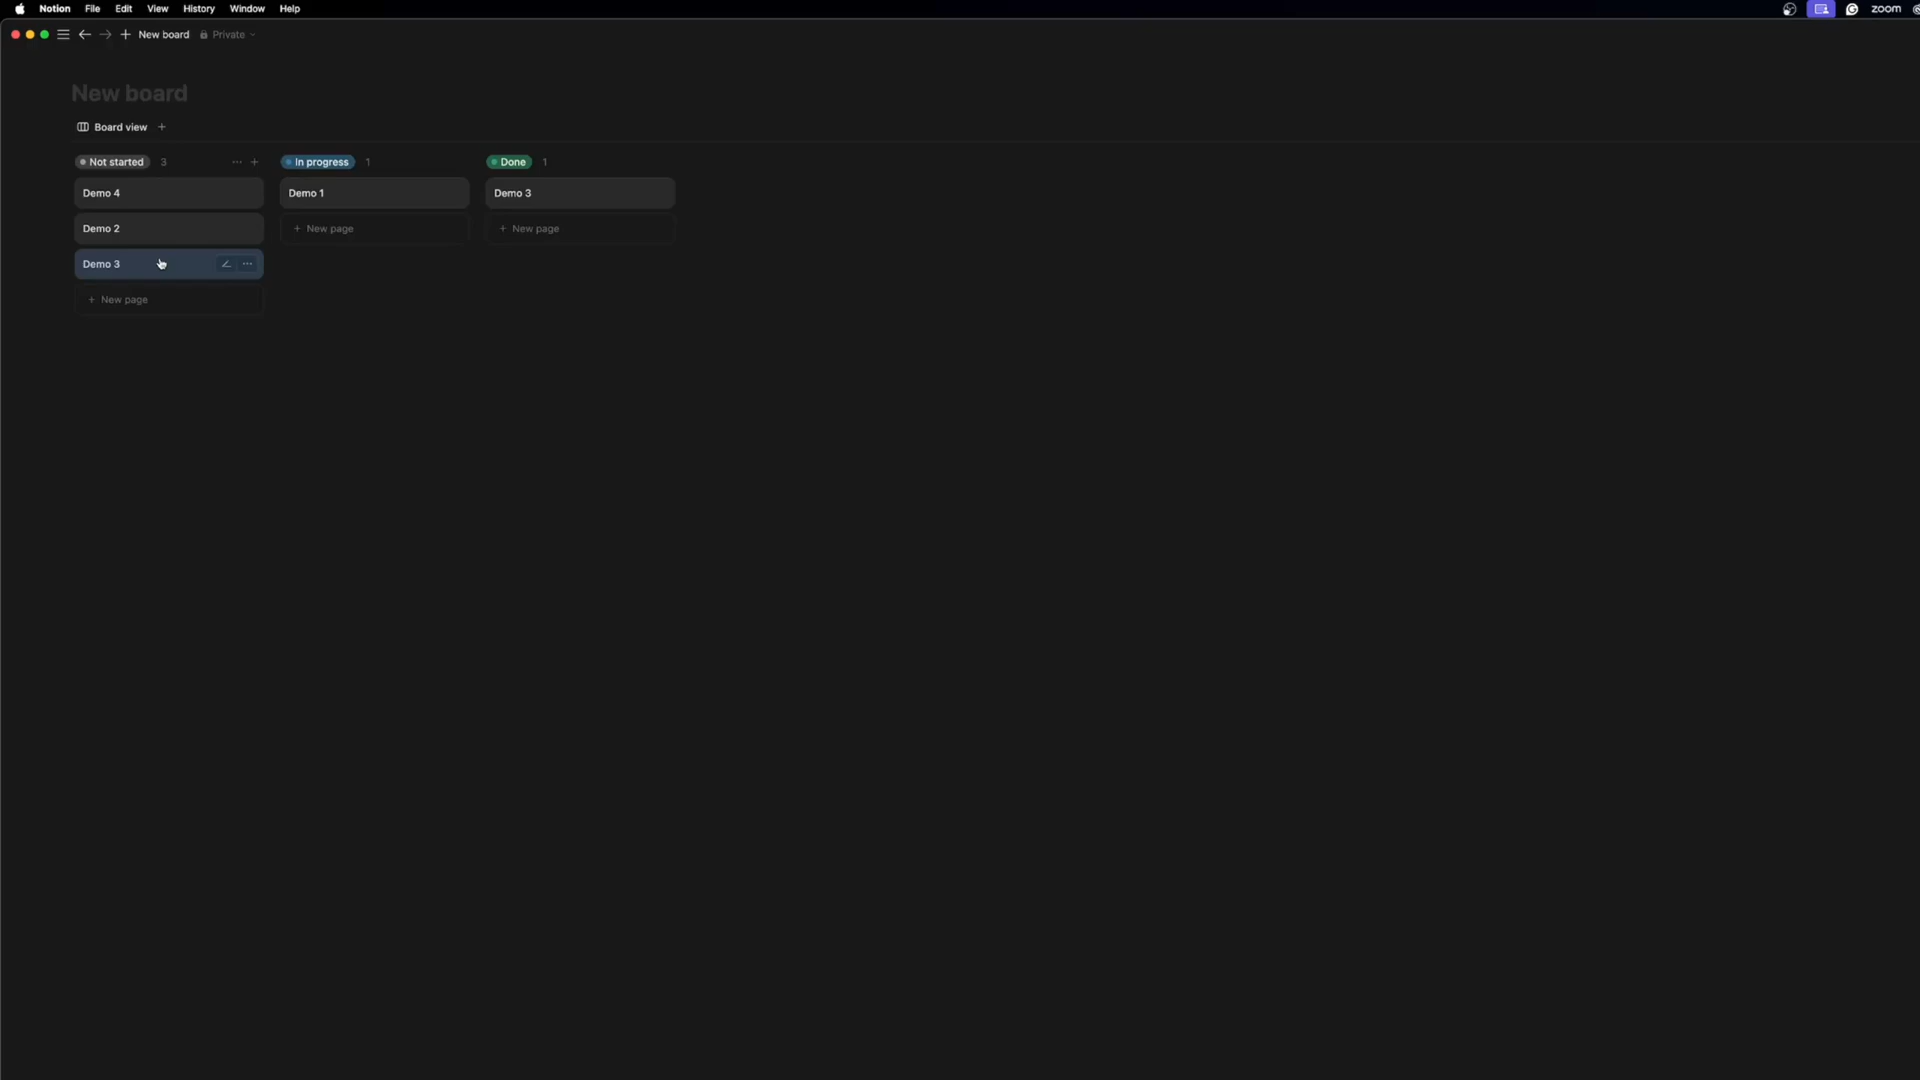 Notion File Edit View History Window Help zoom
New board Private
New board
Board view
Not started 3 In progress 1 Done 1
Demo 4 Demo 1 Demo 3
Demo 2 + New page + New page
Demo 3
+ New page